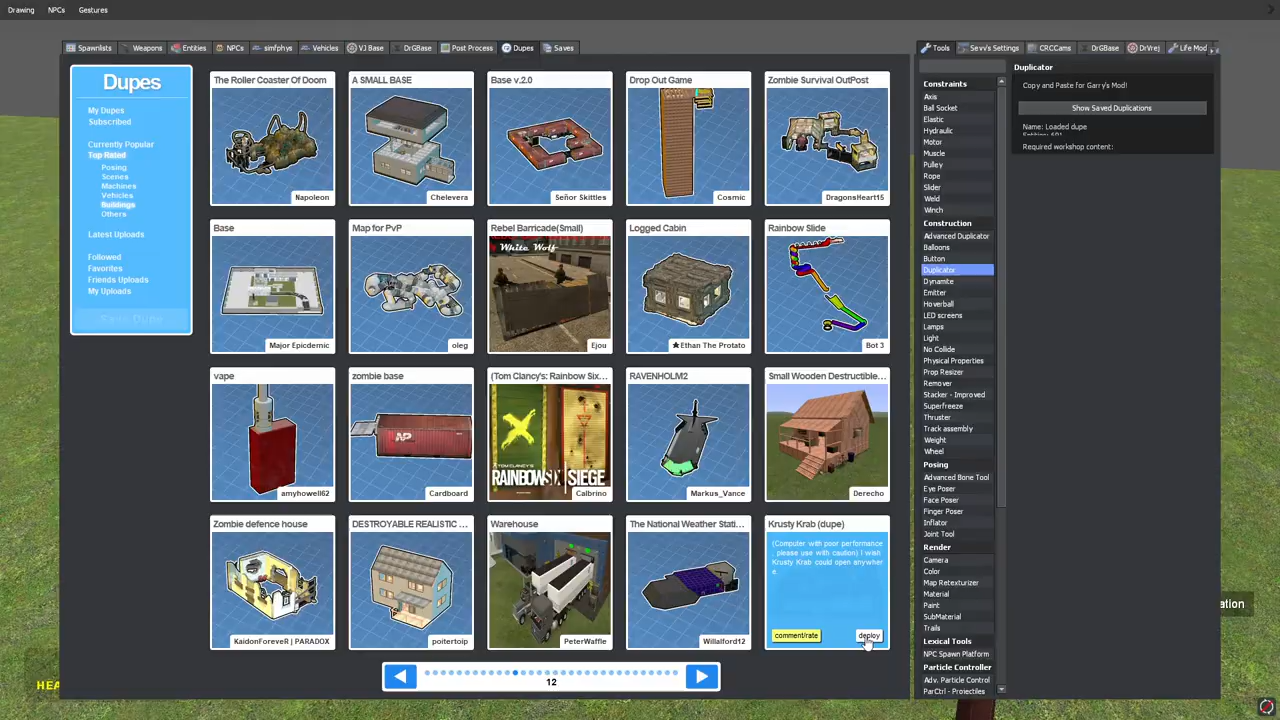 Drawing NPCs Gestures
Spawnlists Weapons Entities NPCs simfphys Vehicles VJ Base DrGBase Post Process Dupes Saves
Dupes
My Dupes
Subscribed
Currently Popular
Top Rated
Posing
Scenes
Machines
Vehicles
Buildings
Others
Latest Uploads
Followed
Favorites
Friends Uploads
My Uploads
Save Dupe
The Roller Coaster Of Doom
Napoleon
A SMALL BASE
Chelevera
Base v.2.0
Señor Skittles
Drop Out Game
Cosmic
Zombie Survival OutPost
DragonsHeart15
Base
Major Epicdemic
Map for PvP
oleg
Rebel Barricade(Small)
White Wolf
Ejou
Logged Cabin
★Ethan The Protato
Rainbow Slide
Bot 3
vape
amyhowell62
zombie base
Cardboard
(Tom Clancy's: Rainbow Six...
TOM CLANCY'S
RAINBOW SIX SIEGE
Calbrino
RAVENHOLM2
Markus_Vance
Small Wooden Destructible...
Derecho
Zombie defence house
KaidonForeveR | PARADOX
DESTROYABLE REALISTIC ...
poitertoip
Warehouse
PeterWaffle
The National Weather Stati...
Willalford12
Krusty Krab (dupe)
(Computer with poor performance
, please use with caution) I wish
Krusty Krab could open anywher
e.
comment/rate deploy
12
Tools Sevv's Settings CRCCams DrGBase DrVrej Life Mod
Constraints
Axis
Ball Socket
Elastic
Hydraulic
Motor
Muscle
Pulley
Rope
Slider
Weld
Winch
Construction
Advanced Duplicator
Balloons
Button
Duplicator
Dynamite
Emitter
Hoverball
LED screens
Lamps
Light
No Collide
Physical Properties
Prop Resizer
Remover
Stacker - Improved
Superfreeze
Thruster
Track assembly
Weight
Wheel
Posing
Advanced Bone Tool
Eye Poser
Face Poser
Finger Poser
Inflator
Joint Tool
Render
Camera
Color
Map Retexturizer
Material
Paint
SubMaterial
Trails
Lexical Tools
NPC Spawn Platform
Particle Controller
Adv. Particle Control
ParCtrl - Projectiles
Duplicator
Copy and Paste for Garry's Mod!
Show Saved Duplications
Name: Loaded dupe
Required workshop content:
HEA
ation